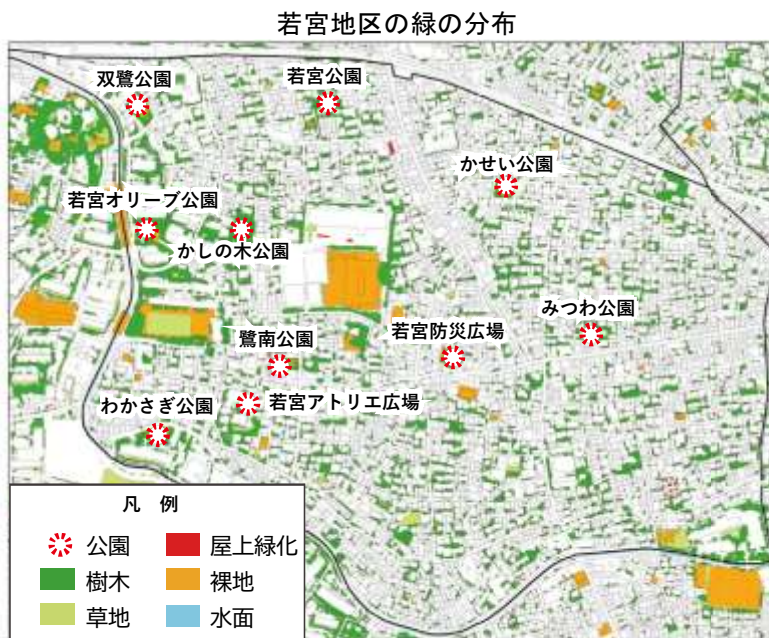 若宮地区の緑の分布
双鷺公園
若宮公園
かせい公園
若宮オリーブ公園
かしの木公園
みつわ公園
若宮防災広場
鷺南公園
若宮アトリエ広場
わかさぎ公園
凡 例
公園
屋上緑化
樹木
裸地
草地
水面